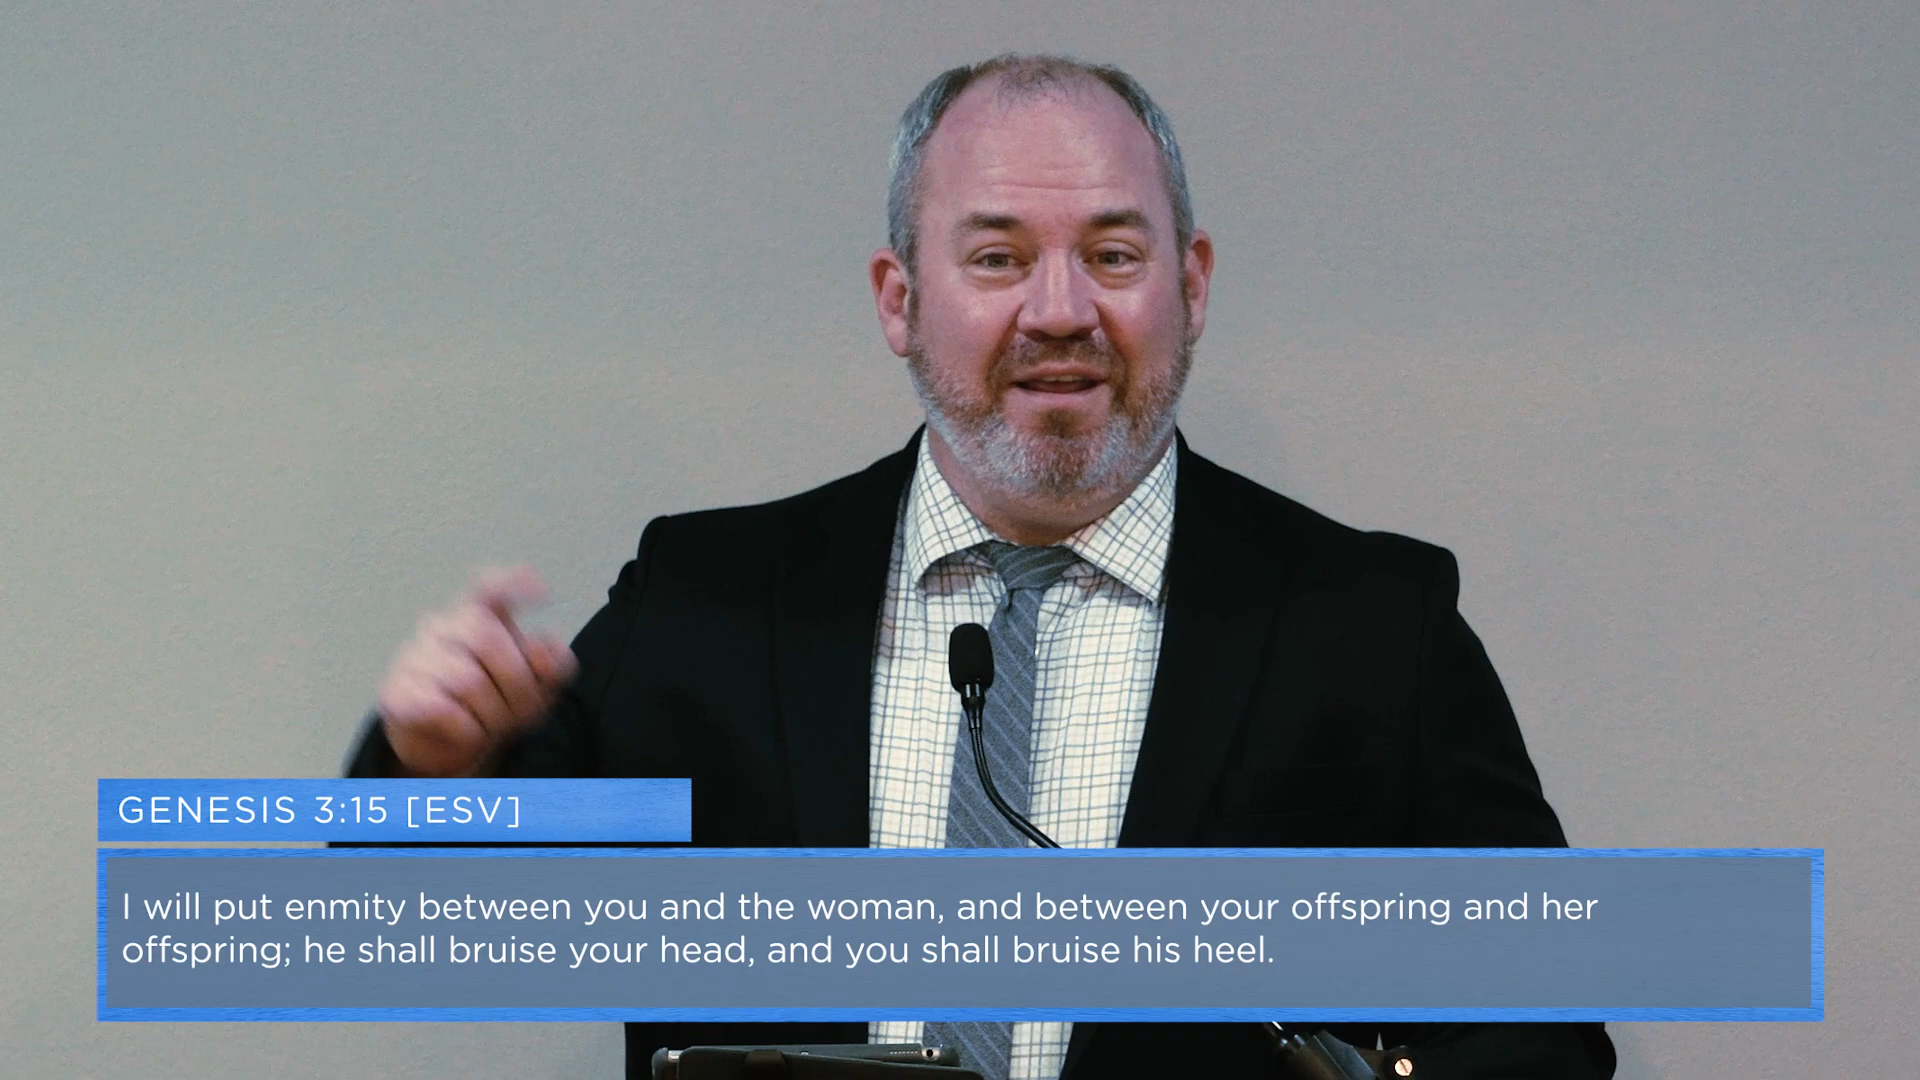 GENESIS 3:15 [ESV]
I will put enmity between you and the woman, and between your offspring and her
offspring; he shall bruise your head, and you shall bruise his heel.